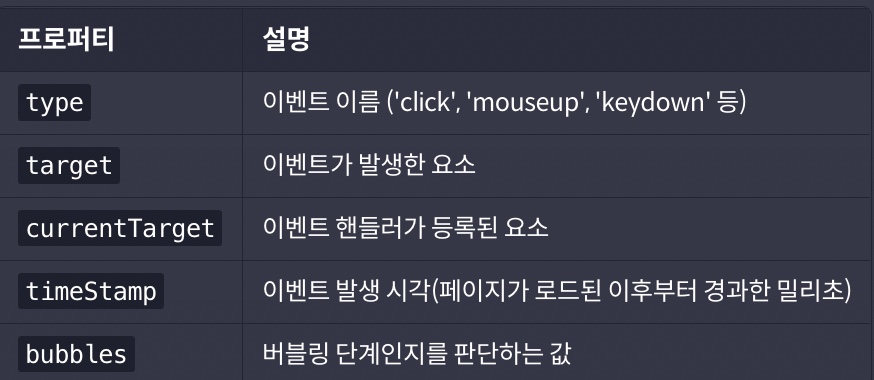 프로퍼티 설명
type 이벤트 이름 ('click', 'mouseup', 'keydown' 등)
target 이벤트가 발생한 요소
currentTarget 이벤트 핸들러가 등록된 요소
timeStamp 이벤트 발생 시각(페이지가 로드된 이후부터 경과한 밀리초)
bubbles 버블링 단계인지를 판단하는 값